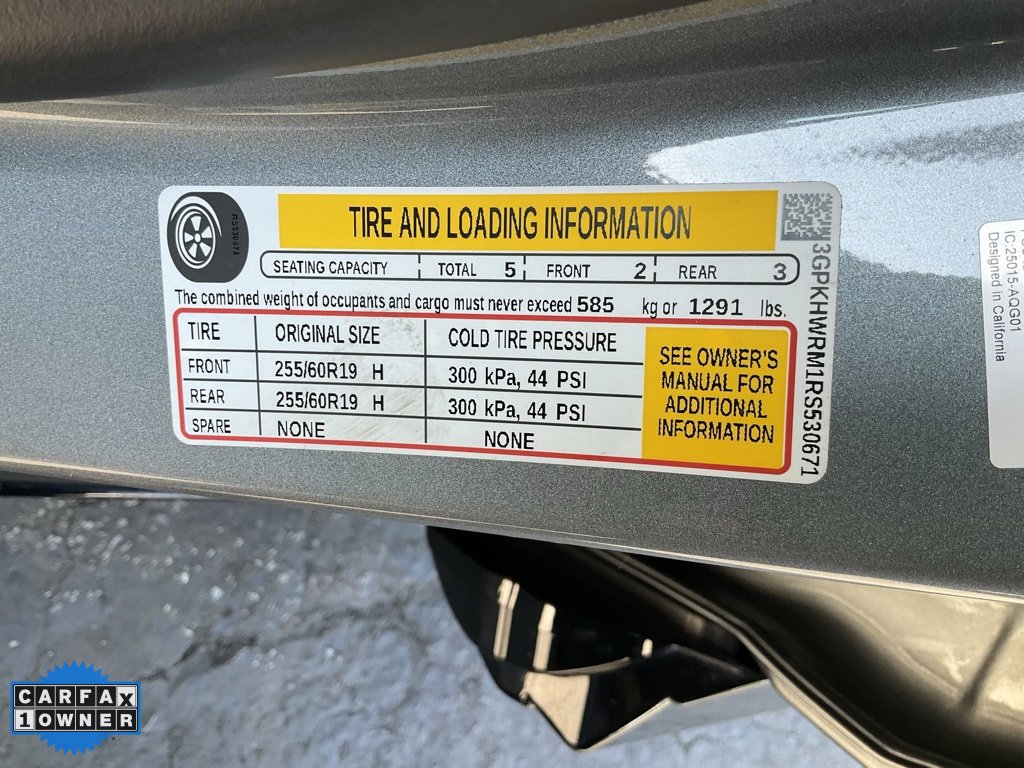 TIRE AND LOADING INFORMATION
RS530671
SEATING CAPACITY TOTAL 5 FRONT 2 REAR 3
The combined weight of occupants and cargo must never exceed 585 kg or 1291 lbs.
TIRE ORIGINAL SIZE COLD TIRE PRESSURE
FRONT 255/60R19 H 300 kPa, 44 PSI
REAR 255/60R19 H 300 kPa, 44 PSI
SPARE NONE NONE
SEE OWNER'S
MANUAL FOR
ADDITIONAL
INFORMATION
3GPKHWRM1RS530671
IC:25015-AQG01
Designed in California
CARFAX
1 OWNER